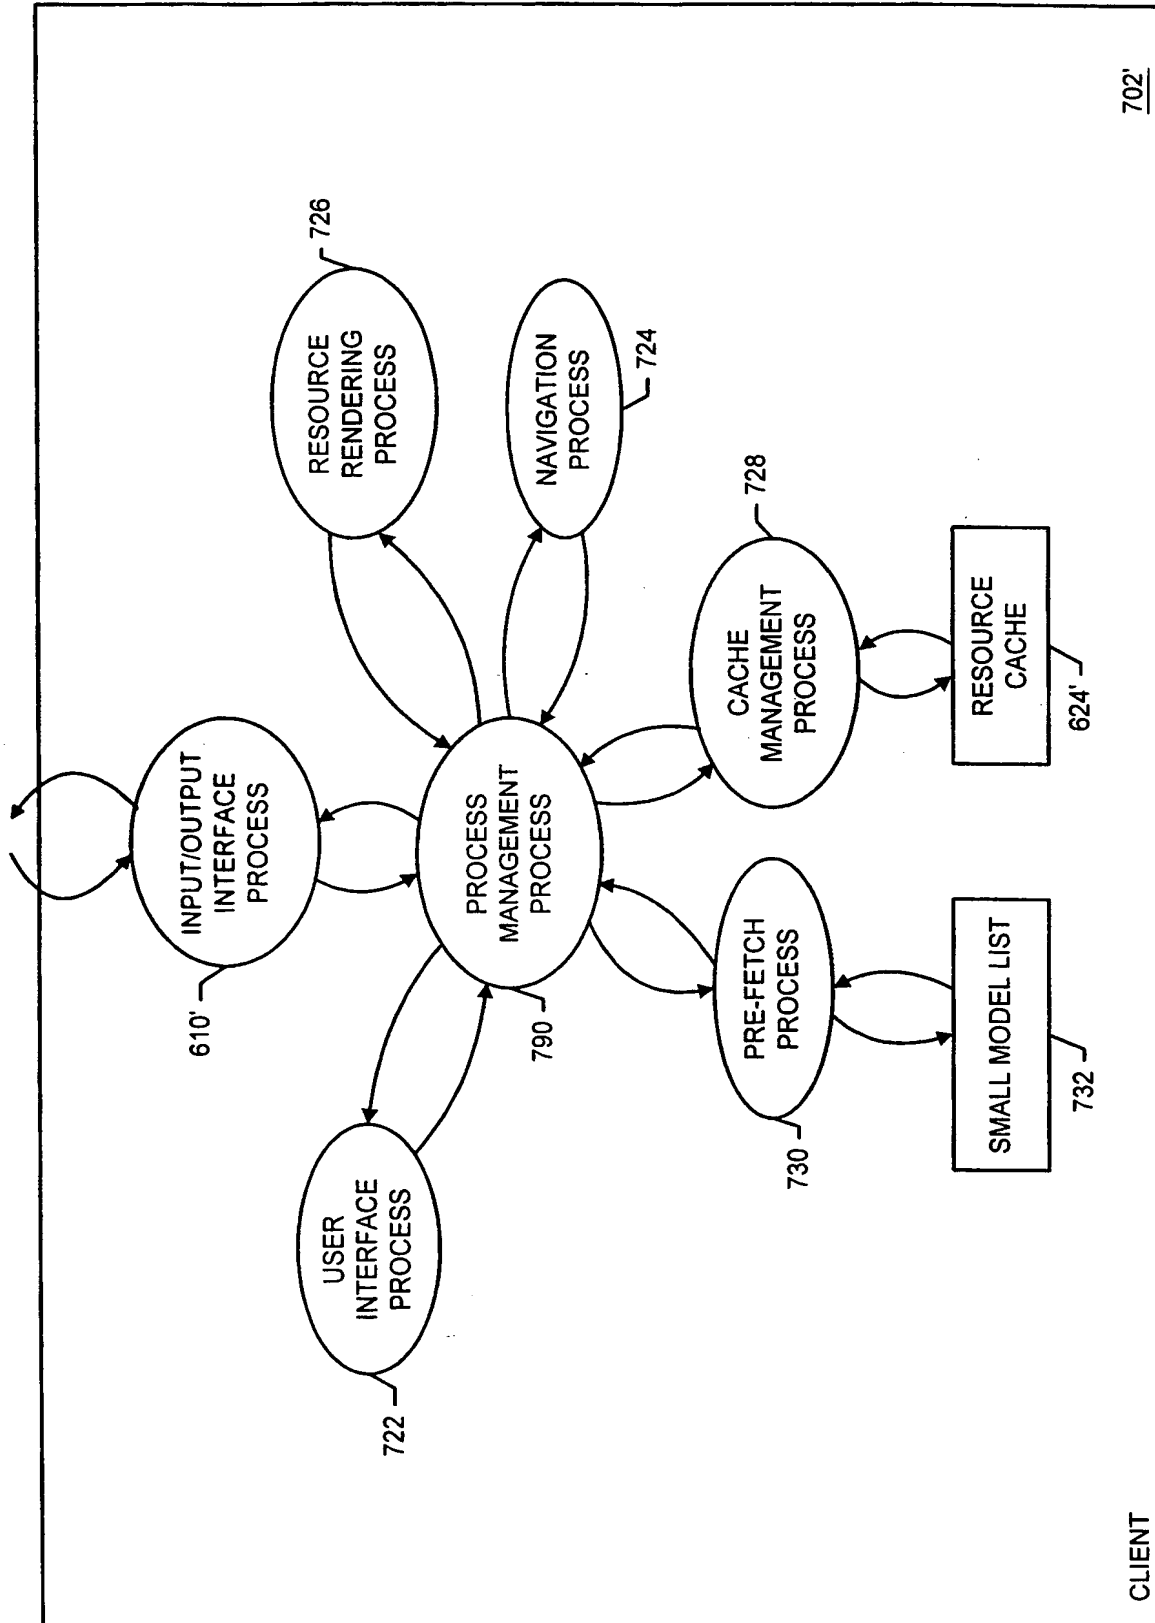 INPUT/OUTPUT
INTERFACE
PROCESS
610'
USER
INTERFACE
PROCESS
722
RESOURCE
RENDERING
PROCESS
726
PROCESS
MANAGEMENT
PROCESS
790
NAVIGATION
PROCESS
724
PRE-FETCH
PROCESS
730
CACHE
MANAGEMENT
PROCESS
728
SMALL MODEL LIST
732
RESOURCE
CACHE
624'
CLIENT
702'